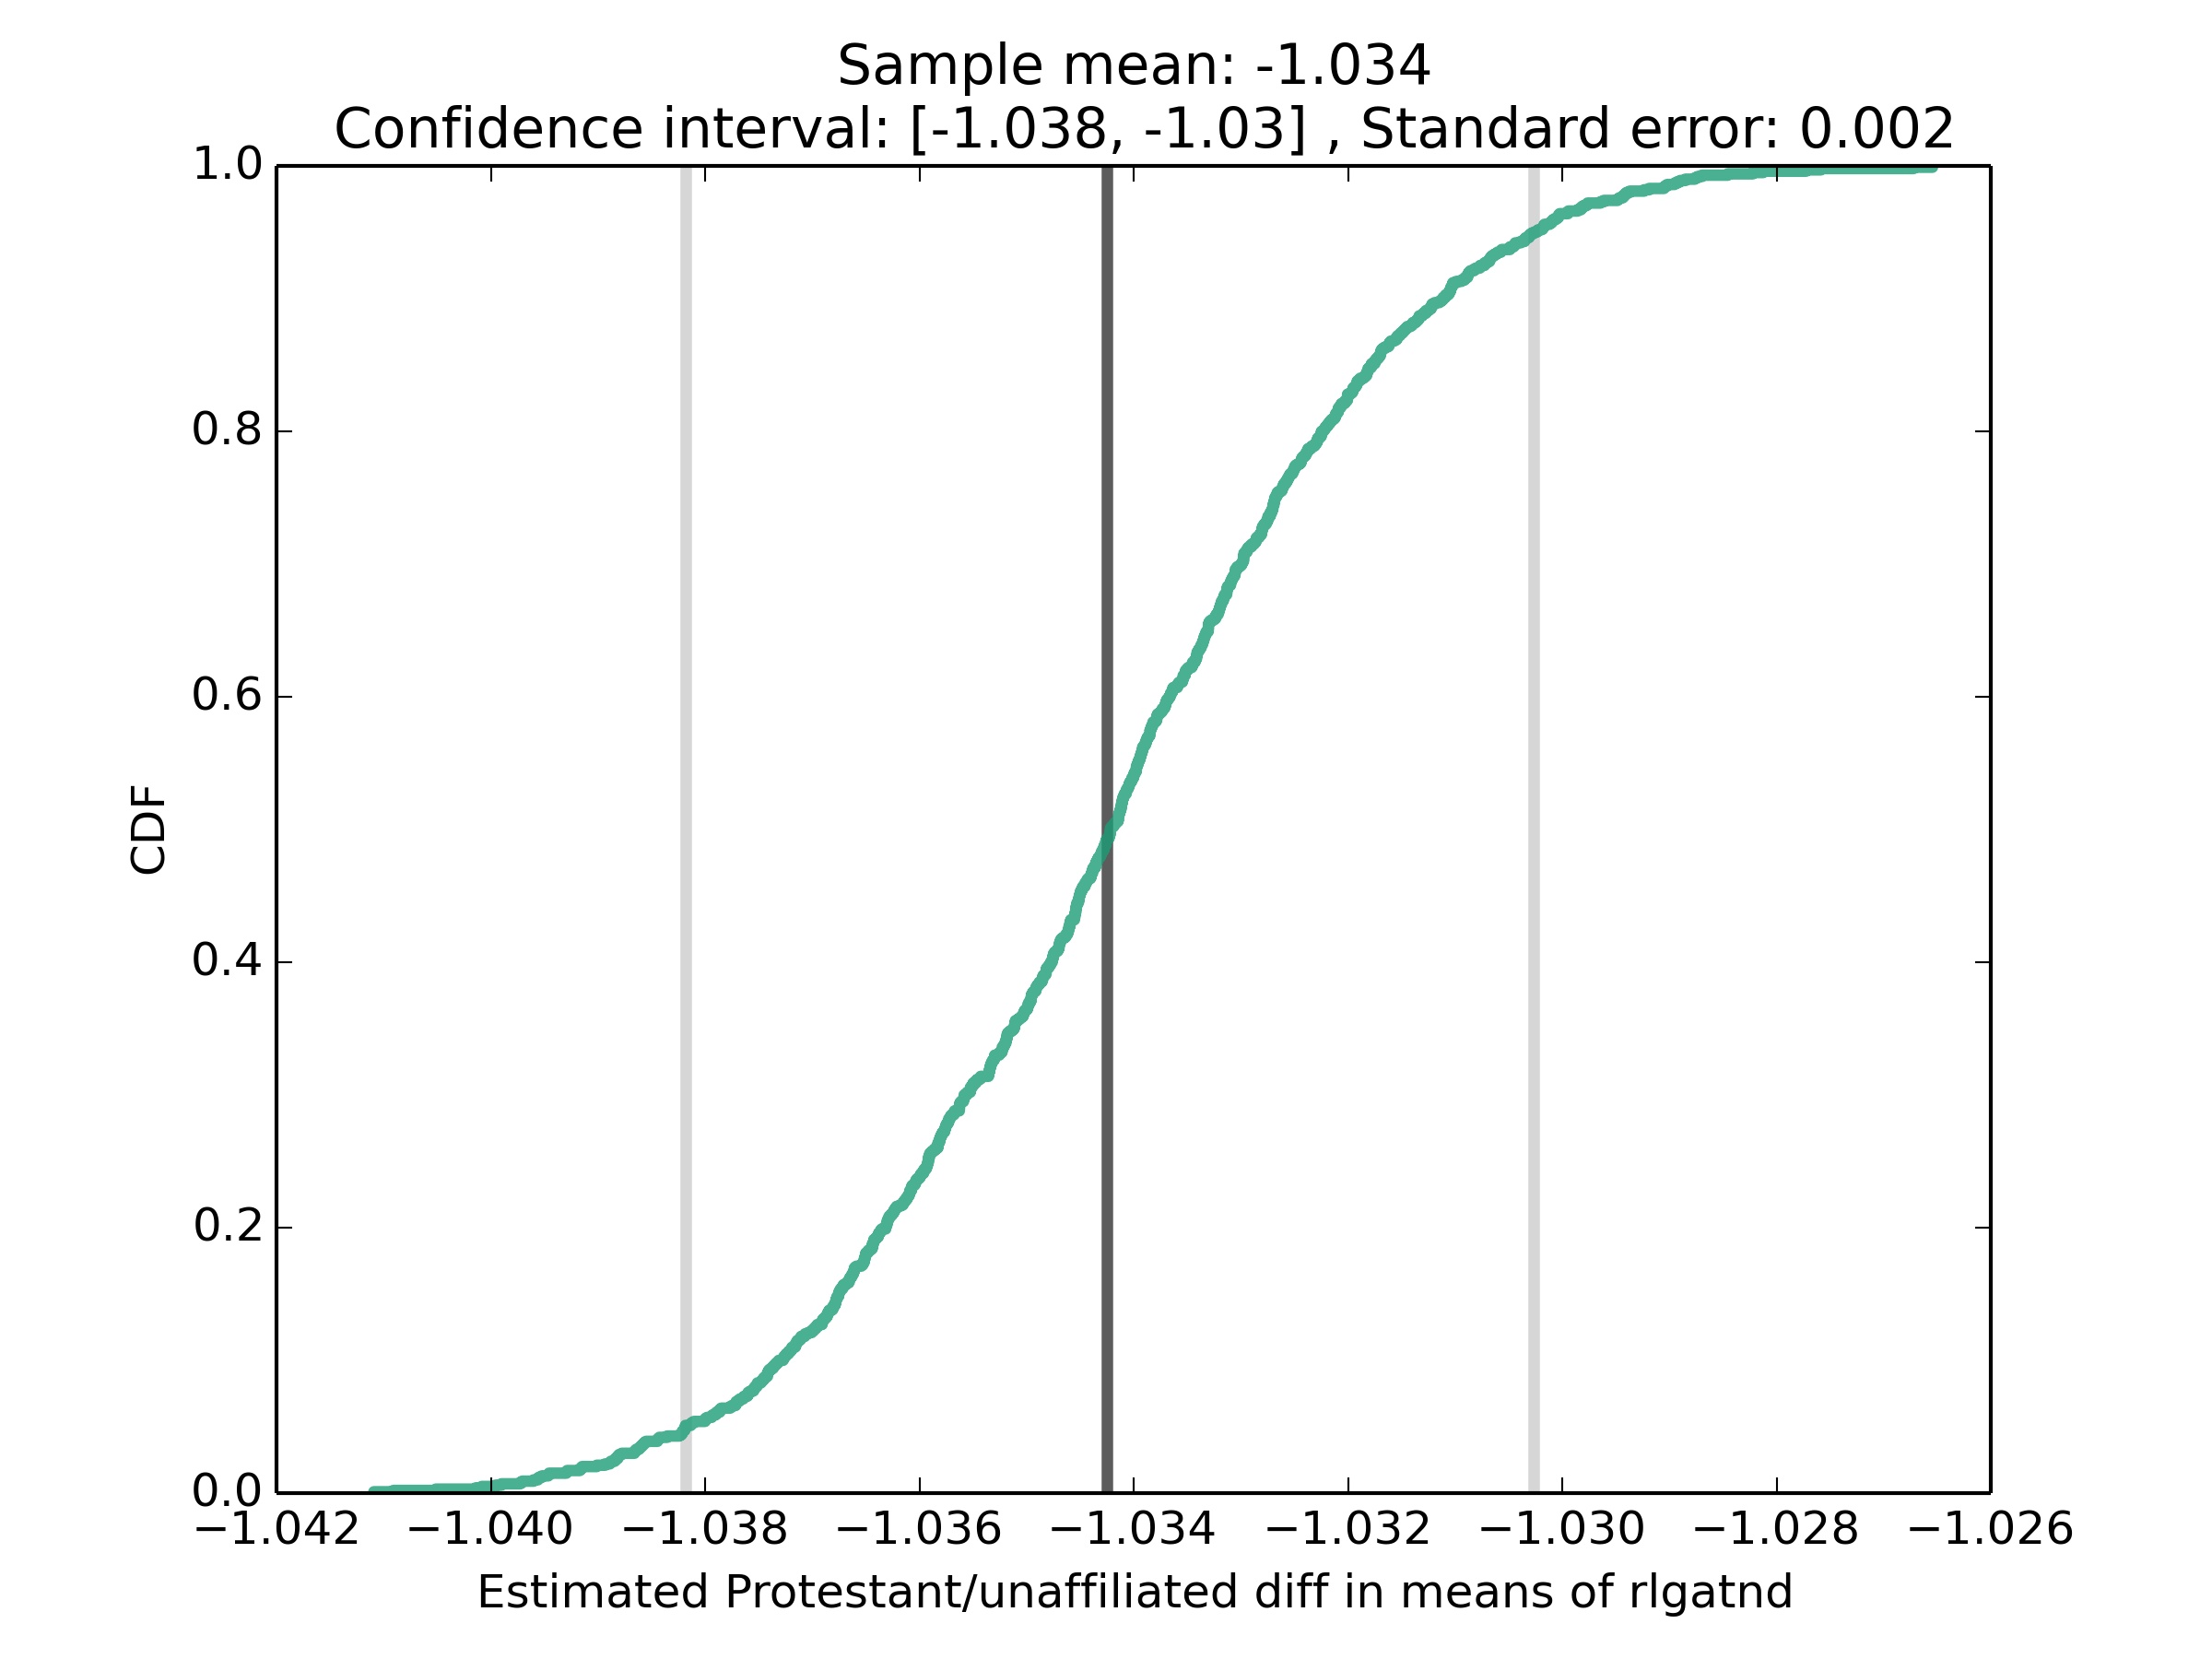 Sample mean: -1.034
Confidence interval: [-1.038, -1.03] , Standard error: 0.002
1.0
0.8
0.6
0.4
0.2
0.0
CDF
−1.042 −1.040 −1.038 −1.036 −1.034 −1.032 −1.030 −1.028 −1.026
Estimated Protestant/unaffiliated diff in means of rlgatnd